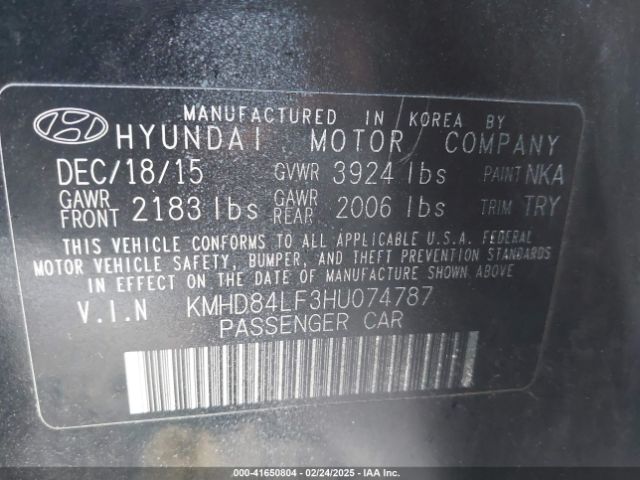 MANUFACTURED IN KOREA BY
HYUNDAI MOTOR COMPANY
DEC/18/15 GVWR 3924 lbs PAINT NKA
GAWR FRONT 2183 lbs GAWR REAR 2006 lbs TRIM TRY
THIS VEHICLE CONFORMS TO ALL APPLICABLE U.S.A. FEDERAL
MOTOR VEHICLE SAFETY, BUMPER, AND THEFT PREVENTION STANDARDS
IN EFFECT ON THE DATE OF MANUFACTURE SHOWN ABOVE
V.I.N KMHD84LF3HU074787
PASSENGER CAR
000-41650804 - 02/24/2025 - IAA Inc.